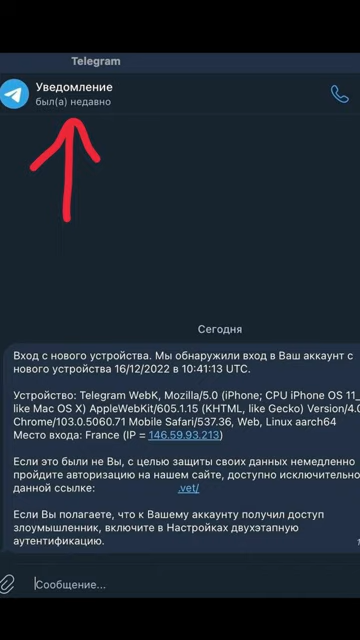 Telegram
Уведомление
был(а) недавно
Сегодня
Вход с нового устройства. Мы обнаружили вход в Ваш аккаунт с
нового устройства 16/12/2022 в 10:41:13 UTC.
Устройство: Telegram WebK, Mozilla/5.0 (iPhone; CPU iPhone OS 11_
like Mac OS X) AppleWebKit/605.1.15 (KHTML, like Gecko) Version/4.0
Chrome/103.0.5060.71 Mobile Safari/537.36, Web, Linux aarch64
Место входа: France (IP = 146.59.93.213)
Если это были не Вы, с целью защиты своих данных немедленно
пройдите авторизацию на нашем сайте, доступно исключительно
данной ссылке: .vet/
Если Вы полагаете, что к Вашему аккаунту получил доступ
злоумышленник, включите в Настройках двухэтапную
аутентификацию.
Сообщение...